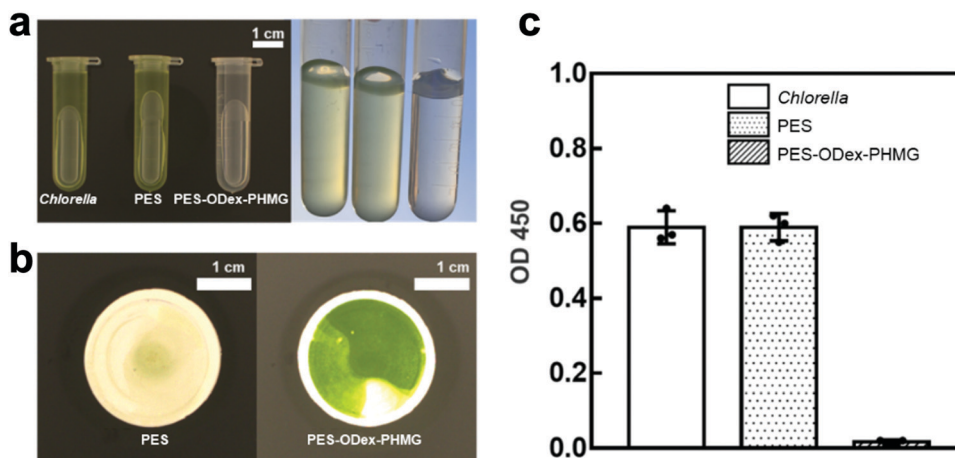 a
1 cm
Chlorella PES PES-ODex-PHMG
b
1 cm
PES
1 cm
PES-ODex-PHMG
c
OD 450
1.0
0.8
0.6
0.4
0.2
0.0
Chlorella
PES
PES-ODex-PHMG